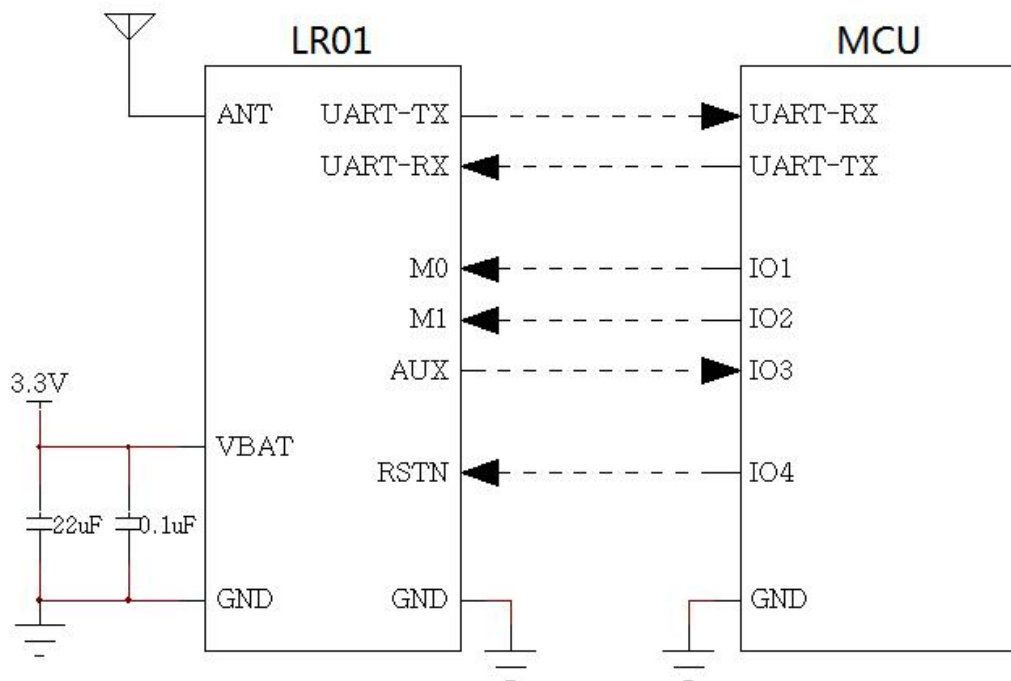 LR01 MCU
ANT UART-TX UART-RX
UART-RX UART-TX
M0 IO1
M1 IO2
AUX IO3
3.3V
VBAT
RSTN IO4
22uF 0.1uF
GND GND GND